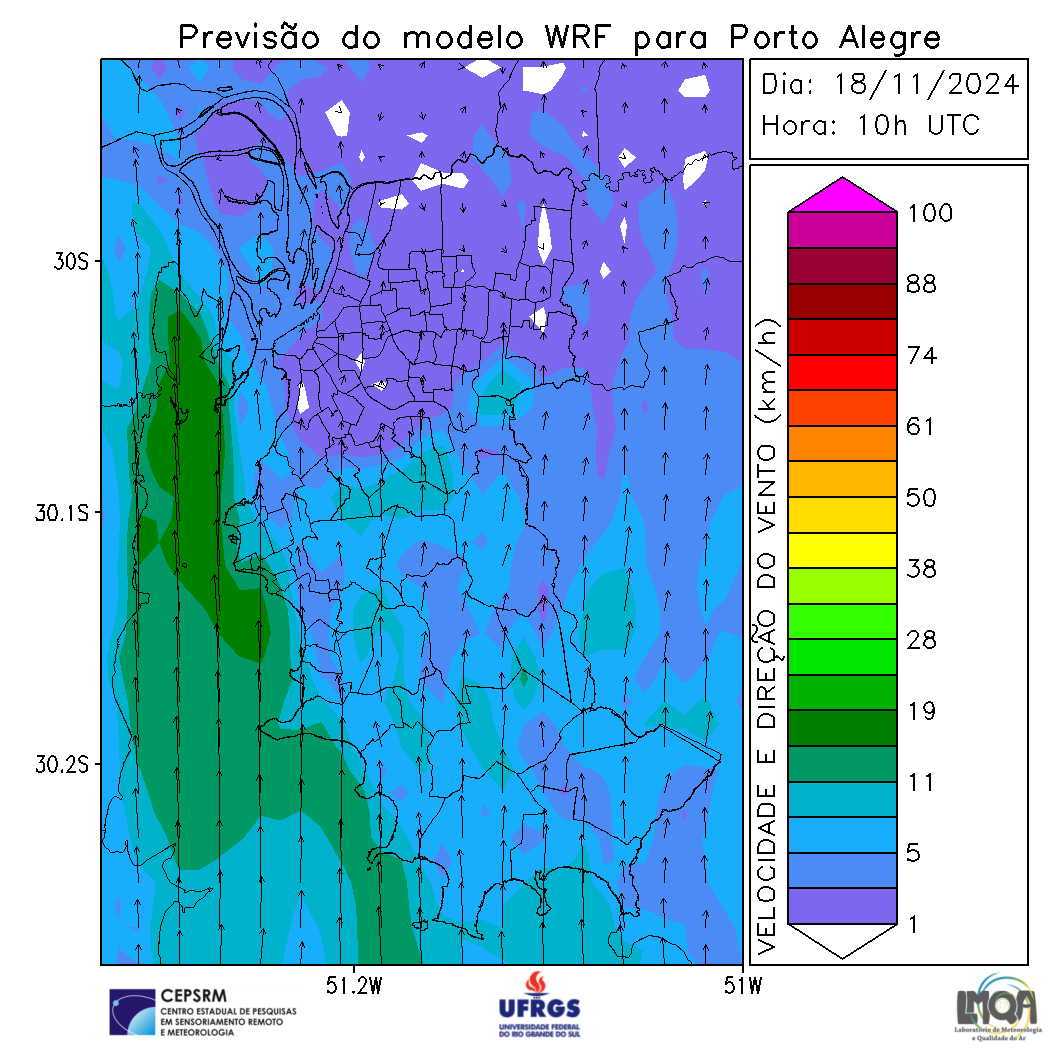 Previsão do modelo WRF para Porto Alegre
Dia: 18/11/2024
Hora: 10h UTC
30S
30.1S
30.2S
51.2W
51W
VELOCIDADE E DIREÇÃO DO VENTO (km/h)
100
88
74
61
50
38
28
19
11
5
1
CEPSRM
CENTRO ESTADUAL DE PESQUISAS
EM SENSORIAMENTO REMOTO
E METEOROLOGIA
UFRGS
UNIVERSIDADE FEDERAL
DO RIO GRANDE DO SUL
LMQA
Laboratório de Meteorologia
e Qualidade do Ar